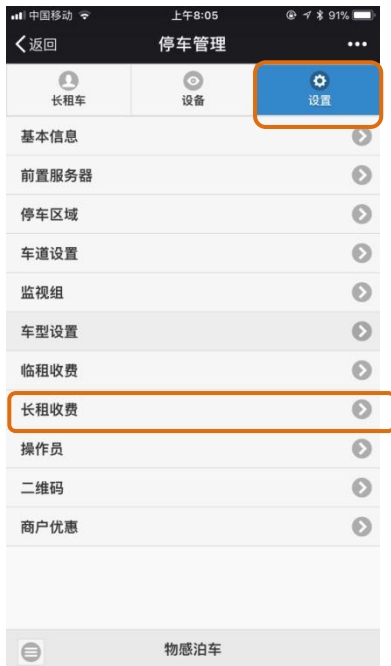 中国移动 上午8:05 91%
返回 停车管理 •••
长租车 设备 设置
基本信息
前置服务器
停车区域
车道设置
监视组
车型设置
临租收费
长租收费
操作员
二维码
商户优惠
物感泊车